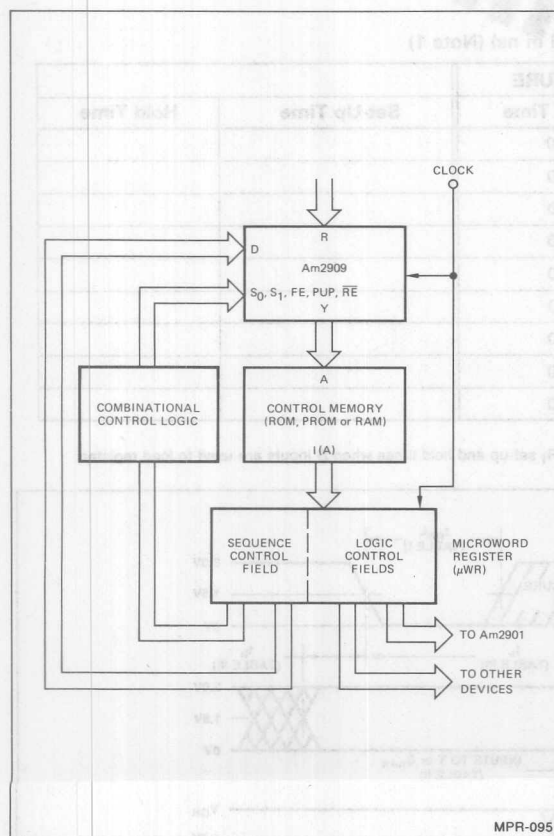 CLOCK
R
D
Am2909
S₀, S₁, FE, PUP, R̅E̅
Y
COMBINATIONAL
CONTROL LOGIC
A
CONTROL MEMORY
(ROM, PROM or RAM)
I(A)
SEQUENCE
CONTROL
FIELD
LOGIC
CONTROL
FIELDS
MICROWORD
REGISTER
(μWR)
TO Am2901
TO OTHER
DEVICES
MPR-095